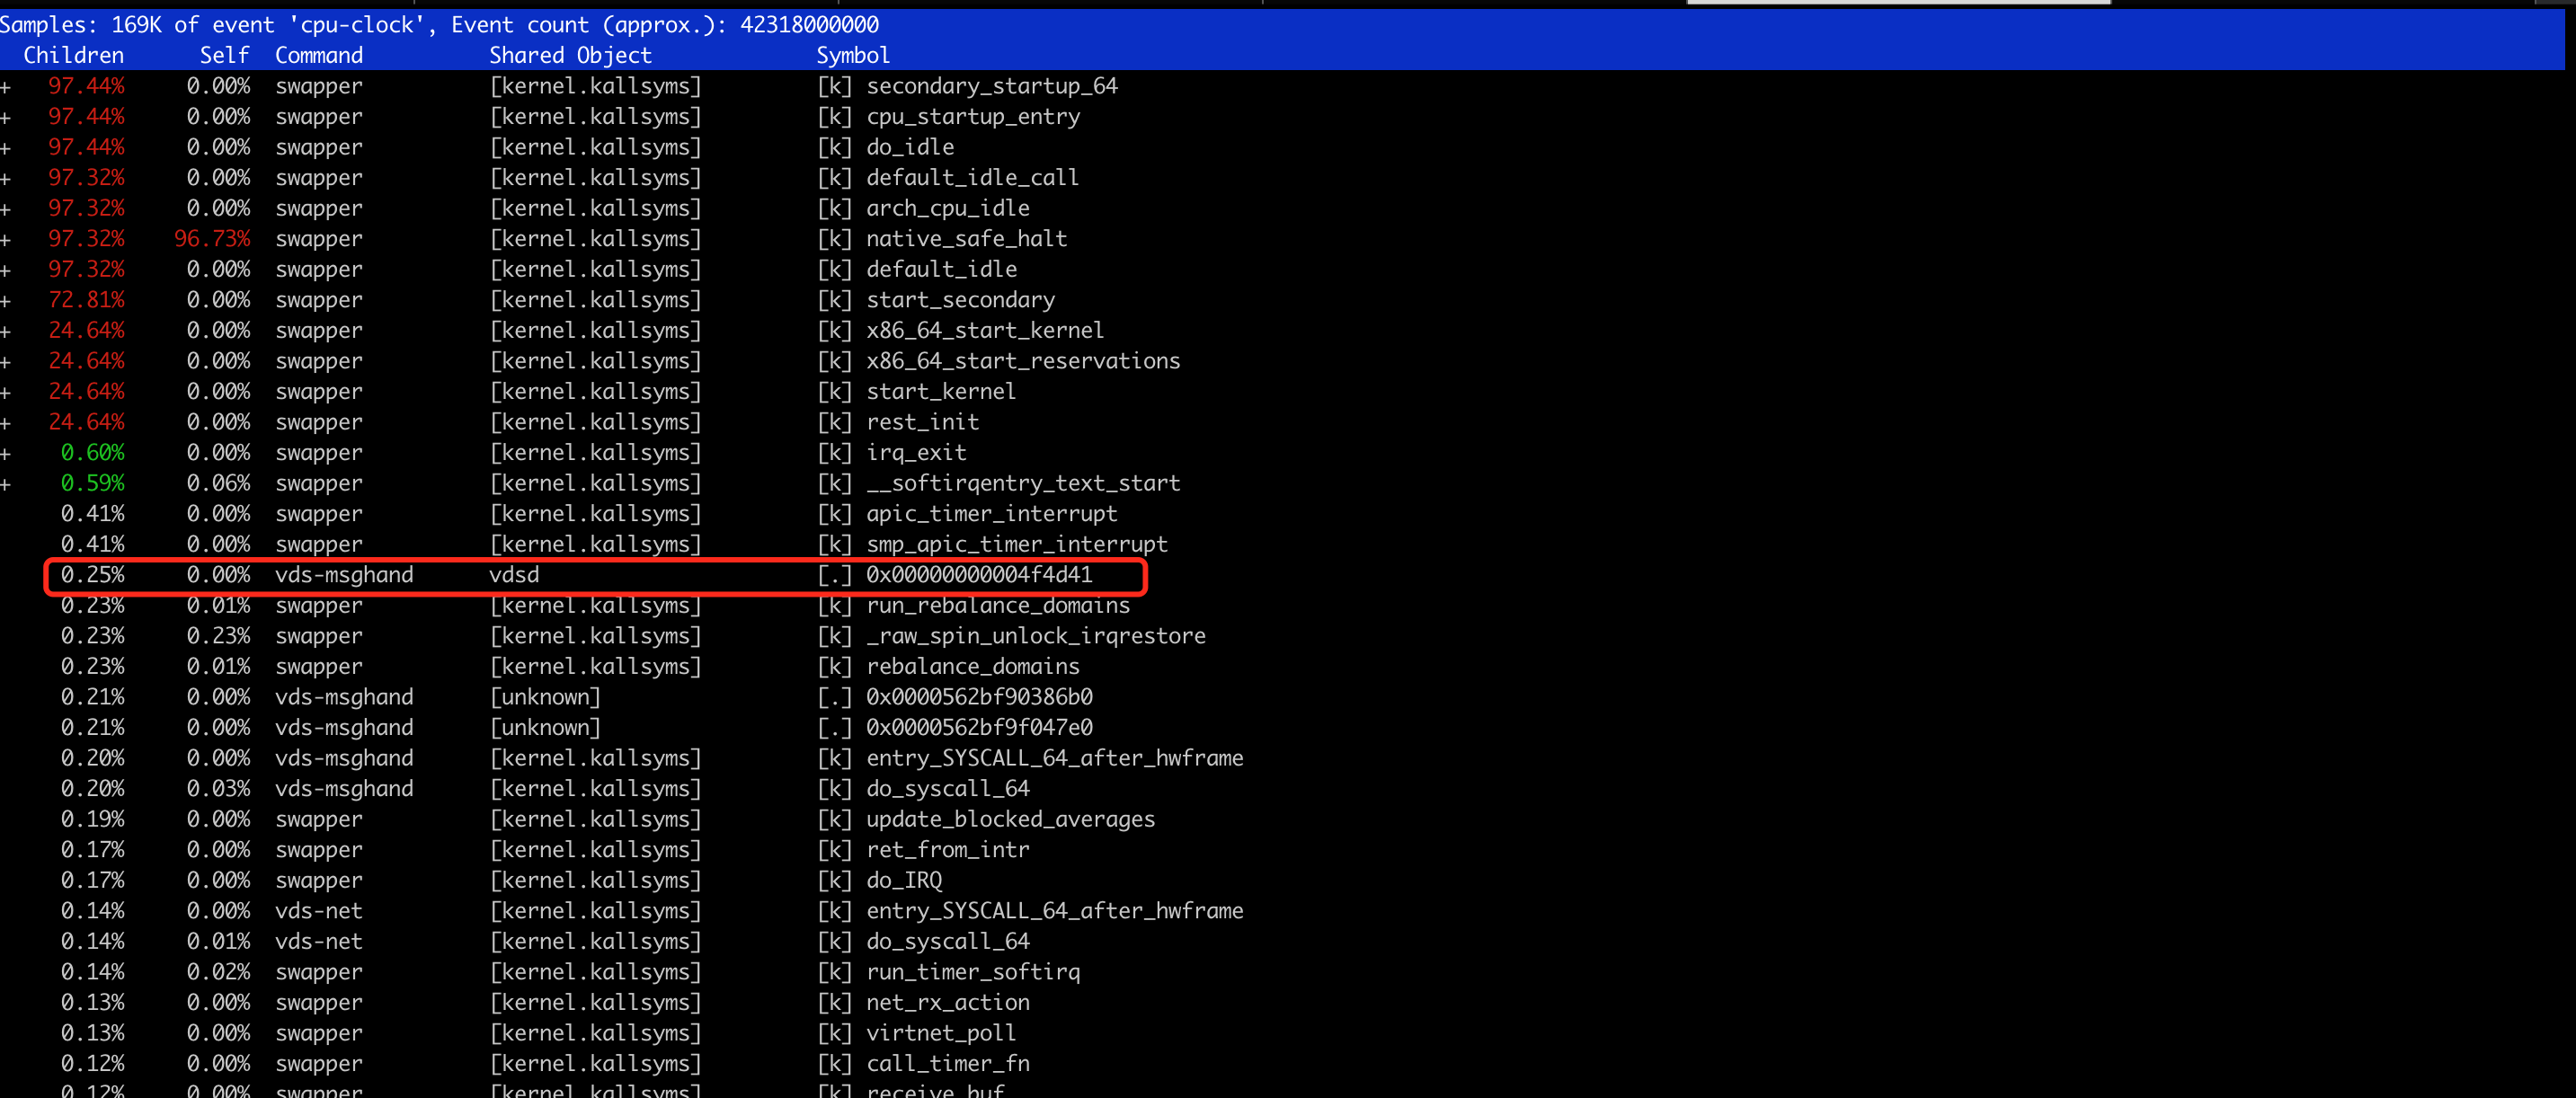 Samples: 169K of event 'cpu-clock', Event count (approx.): 42318000000
Children Self Command Shared Object Symbol
+ 97.44% 0.00% swapper [kernel.kallsyms] [k] secondary_startup_64
+ 97.44% 0.00% swapper [kernel.kallsyms] [k] cpu_startup_entry
+ 97.44% 0.00% swapper [kernel.kallsyms] [k] do_idle
+ 97.32% 0.00% swapper [kernel.kallsyms] [k] default_idle_call
+ 97.32% 0.00% swapper [kernel.kallsyms] [k] arch_cpu_idle
+ 97.32% 96.73% swapper [kernel.kallsyms] [k] native_safe_halt
+ 97.32% 0.00% swapper [kernel.kallsyms] [k] default_idle
+ 72.81% 0.00% swapper [kernel.kallsyms] [k] start_secondary
+ 24.64% 0.00% swapper [kernel.kallsyms] [k] x86_64_start_kernel
+ 24.64% 0.00% swapper [kernel.kallsyms] [k] x86_64_start_reservations
+ 24.64% 0.00% swapper [kernel.kallsyms] [k] start_kernel
+ 24.64% 0.00% swapper [kernel.kallsyms] [k] rest_init
+ 0.60% 0.00% swapper [kernel.kallsyms] [k] irq_exit
+ 0.59% 0.06% swapper [kernel.kallsyms] [k] __softirqentry_text_start
0.41% 0.00% swapper [kernel.kallsyms] [k] apic_timer_interrupt
0.41% 0.00% swapper [kernel.kallsyms] [k] smp_apic_timer_interrupt
0.25% 0.00% vds-msghand vdsd [.] 0x00000000004f4d41
0.23% 0.01% swapper [kernel.kallsyms] [k] run_rebalance_domains
0.23% 0.23% swapper [kernel.kallsyms] [k] _raw_spin_unlock_irqrestore
0.23% 0.01% swapper [kernel.kallsyms] [k] rebalance_domains
0.21% 0.00% vds-msghand [unknown] [.] 0x0000562bf90386b0
0.21% 0.00% vds-msghand [unknown] [.] 0x0000562bf9f047e0
0.20% 0.00% vds-msghand [kernel.kallsyms] [k] entry_SYSCALL_64_after_hwframe
0.20% 0.03% vds-msghand [kernel.kallsyms] [k] do_syscall_64
0.19% 0.00% swapper [kernel.kallsyms] [k] update_blocked_averages
0.17% 0.00% swapper [kernel.kallsyms] [k] ret_from_intr
0.17% 0.00% swapper [kernel.kallsyms] [k] do_IRQ
0.14% 0.00% vds-net [kernel.kallsyms] [k] entry_SYSCALL_64_after_hwframe
0.14% 0.01% vds-net [kernel.kallsyms] [k] do_syscall_64
0.14% 0.02% swapper [kernel.kallsyms] [k] run_timer_softirq
0.13% 0.00% swapper [kernel.kallsyms] [k] net_rx_action
0.13% 0.00% swapper [kernel.kallsyms] [k] virtnet_poll
0.12% 0.00% swapper [kernel.kallsyms] [k] call_timer_fn
0.12% 0.00% swapper [kernel.kallsyms] [k] receive_buf